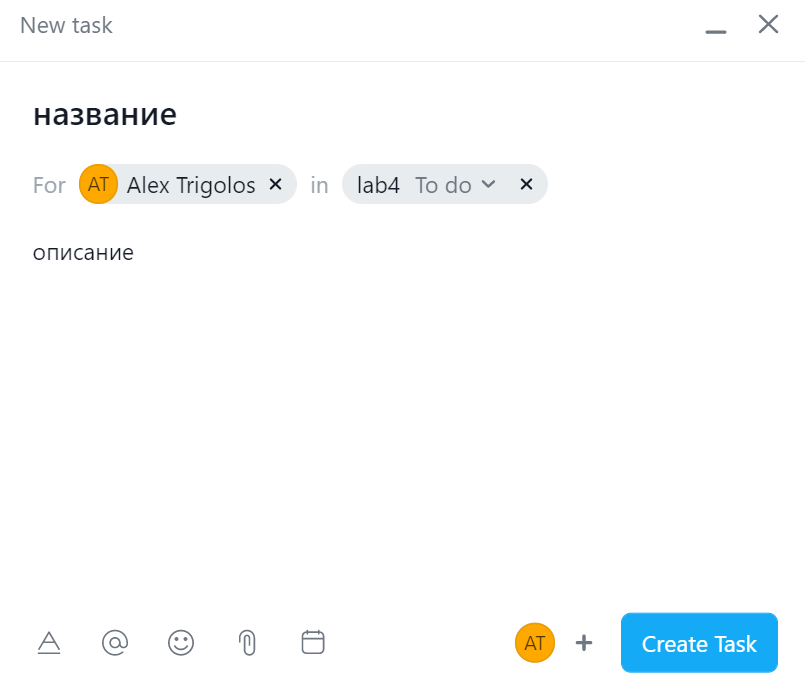 New task
название
For AT Alex Trigolos in lab4 To do
описание
AT Create Task